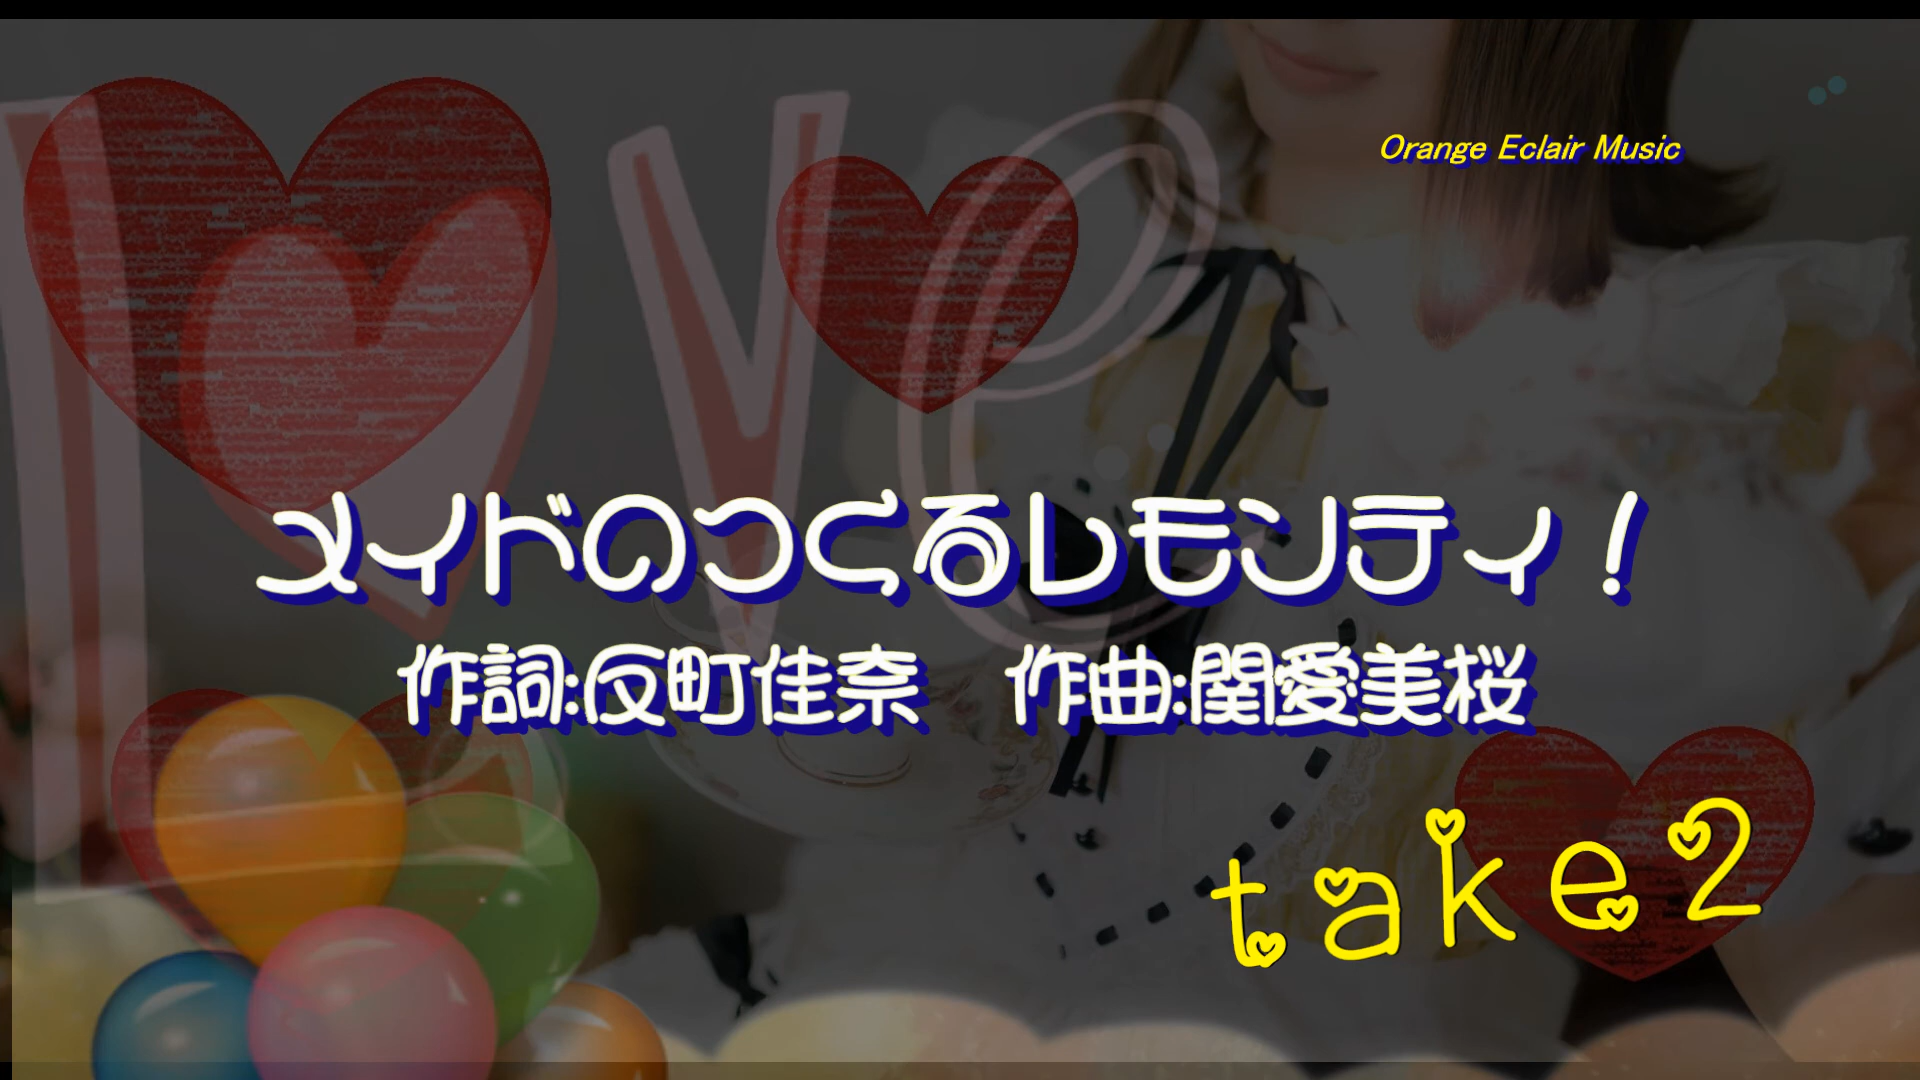 Orange Eclair Music
LOVE
メイドのつくるレモンティ！
作詞:反町佳奈　作曲:関愛美桜
take2